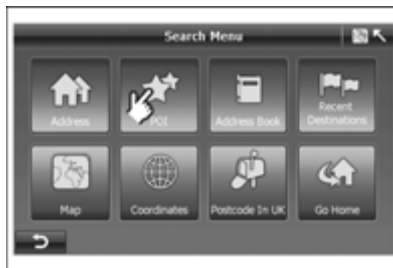 Search Menu
Address
POI
Address Book
Recent
Destinations
Map
Coordinates
Postcode In UK
Go Home